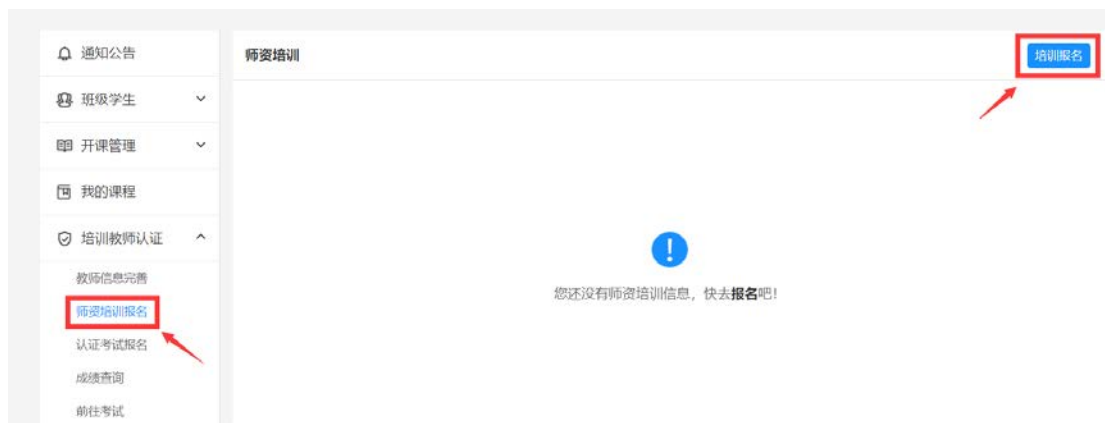 通知公告
班级学生
开课管理
我的课程
培训教师认证
教师信息完善
师资培训报名
认证考试报名
成绩查询
前往考试
师资培训
培训报名
您还没有师资培训信息，快去报名吧！